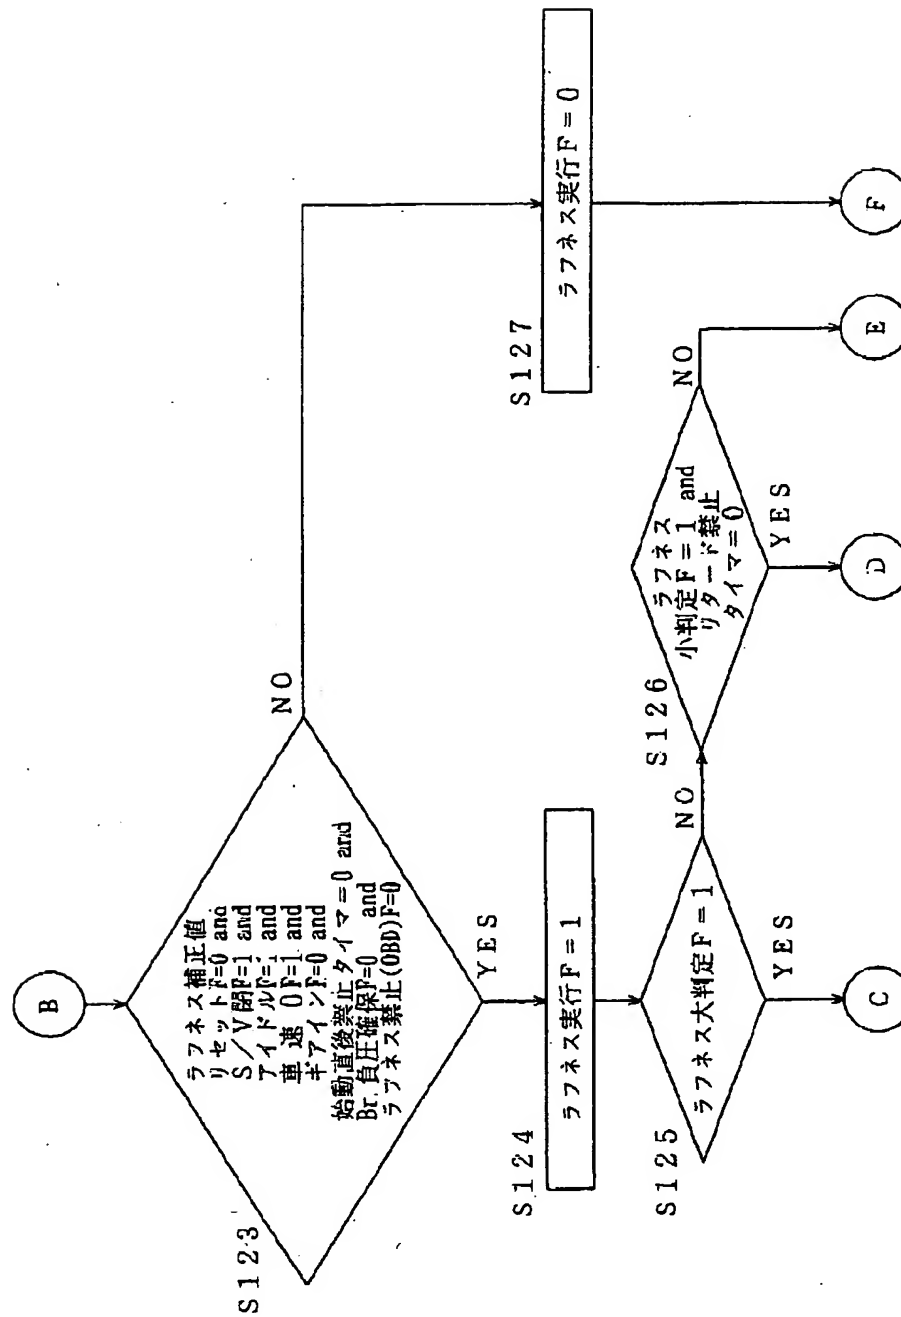 B
S123
ラフネス補正値
リセットF=0 and
S/V閉F=1 and
アイドルF=1 and
車速0F=1 and
ギアインF=0 and
始動直後禁止タイマ=0 and
Br.負圧確保F=0 and
ラフネス禁止(OBD)F=0
NO
YES
S124
ラフネス実行F=1
S127
ラフネス実行F=0
S125
ラフネス大判定F=1
NO
YES
S126
ラフネス
小判定F=1 and
リタード禁止
タイマ=0
NO
YES
C
D
E
F